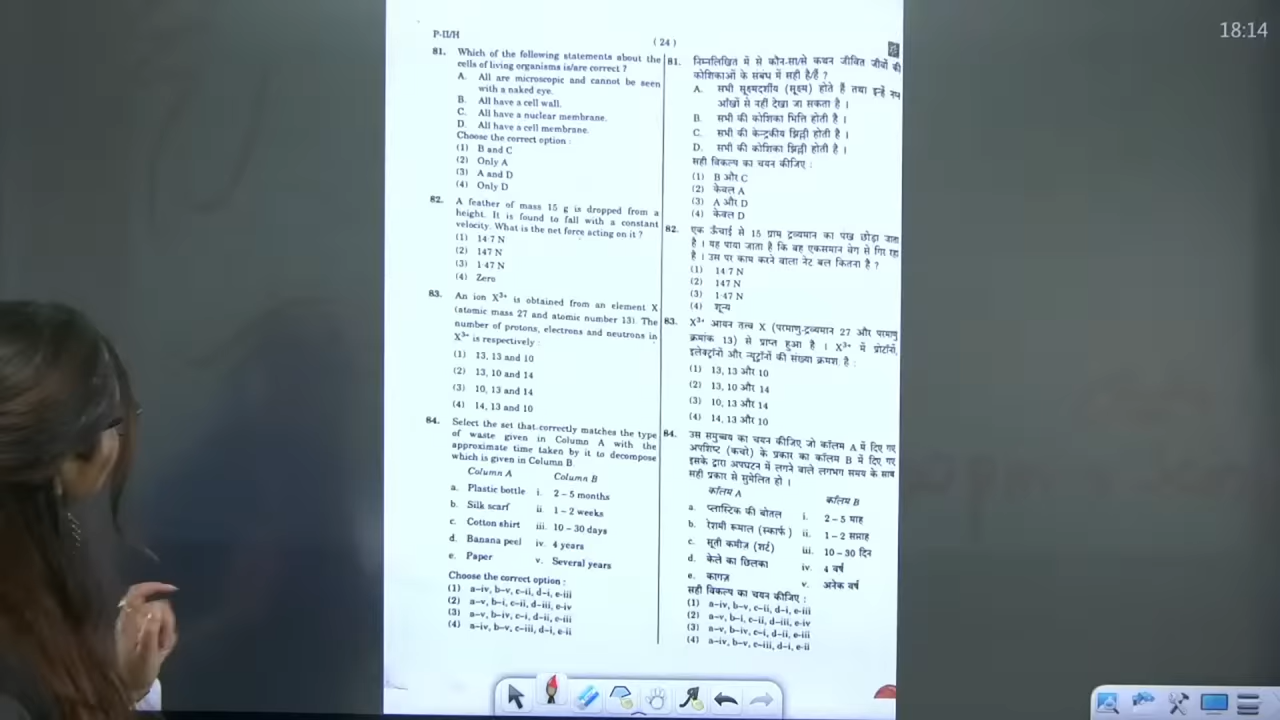 18:14
P-II/H
( 24 )
81. Which of the following statements about the
cells of living organisms is/are correct ?
A. All are microscopic and cannot be seen
with a naked eye.
B. All have a cell wall.
C. All have a nuclear membrane.
D. All have a cell membrane.
Choose the correct option :
(1) B and C
(2) Only A
(3) A and D
(4) Only D
82. A feather of mass 15 g is dropped from a
height. It is found to fall with a constant
velocity. What is the net force acting on it ?
(1) 14·7 N
(2) 147 N
(3) 1·47 N
(4) Zero
83. An ion X³⁺ is obtained from an element X
(atomic mass 27 and atomic number 13). The
number of protons, electrons and neutrons in
X³⁺ is respectively :
(1) 13, 13 and 10
(2) 13, 10 and 14
(3) 10, 13 and 14
(4) 14, 13 and 10
84. Select the set that correctly matches the type
of waste given in Column A with the
approximate time taken by it to decompose
which is given in Column B.
Column A Column B
a. Plastic bottle i. 2 – 5 months
b. Silk scarf ii. 1 – 2 weeks
c. Cotton shirt iii. 10 – 30 days
d. Banana peel iv. 4 years
e. Paper v. Several years
Choose the correct option :
(1) a–iv, b–v, c–ii, d–i, e–iii
(2) a–v, b–i, c–ii, d–iii, e–iv
(3) a–v, b–iv, c–i, d–ii, e–iii
(4) a–iv, b–v, c–iii, d–i, e–ii
81. निम्नलिखित में से कौन-सा/से कथन जीवित जीवों की
कोशिकाओं के संबंध में सही है/हैं ?
A. सभी सूक्ष्मदर्शीय (सूक्ष्म) होते हैं तथा इन्हें नग्न
आँखों से नहीं देखा जा सकता है ।
B. सभी की कोशिका भित्ति होती है ।
C. सभी की केन्द्रकीय झिल्ली होती है ।
D. सभी की कोशिका झिल्ली होती है ।
सही विकल्प का चयन कीजिए :
(1) B और C
(2) केवल A
(3) A और D
(4) केवल D
82. एक ऊँचाई से 15 ग्राम द्रव्यमान का पंख छोड़ा जाता
है । यह पाया जाता है कि वह एकसमान वेग से गिर रहा
है । उस पर काम करने वाला नेट बल कितना है ?
(1) 14·7 N
(2) 147 N
(3) 1·47 N
(4) शून्य
83. X³⁺ आयन तत्व X (परमाणु-द्रव्यमान 27 और परमाणु
क्रमांक 13) से प्राप्त हुआ है । X³⁺ में प्रोटॉनों,
इलेक्ट्रॉनों और न्यूट्रॉनों की संख्या क्रमशः है :
(1) 13, 13 और 10
(2) 13, 10 और 14
(3) 10, 13 और 14
(4) 14, 13 और 10
84. उस समुच्चय का चयन कीजिए जो कॉलम A में दिए गए
अपशिष्ट (कचरे) के प्रकार का कॉलम B में दिए गए
इसके द्वारा अपघटन में लगने वाले लगभग समय के साथ
सही प्रकार से सुमेलित हो ।
कॉलम A कॉलम B
a. प्लास्टिक की बोतल i. 2 – 5 माह
b. रेशमी रूमाल (स्कार्फ) ii. 1 – 2 सप्ताह
c. सूती कमीज़ (शर्ट) iii. 10 – 30 दिन
d. केले का छिलका iv. 4 वर्ष
e. कागज़ v. अनेक वर्ष
सही विकल्प का चयन कीजिए :
(1) a–iv, b–v, c–ii, d–i, e–iii
(2) a–v, b–i, c–ii, d–iii, e–iv
(3) a–v, b–iv, c–i, d–ii, e–iii
(4) a–iv, b–v, c–iii, d–i, e–ii